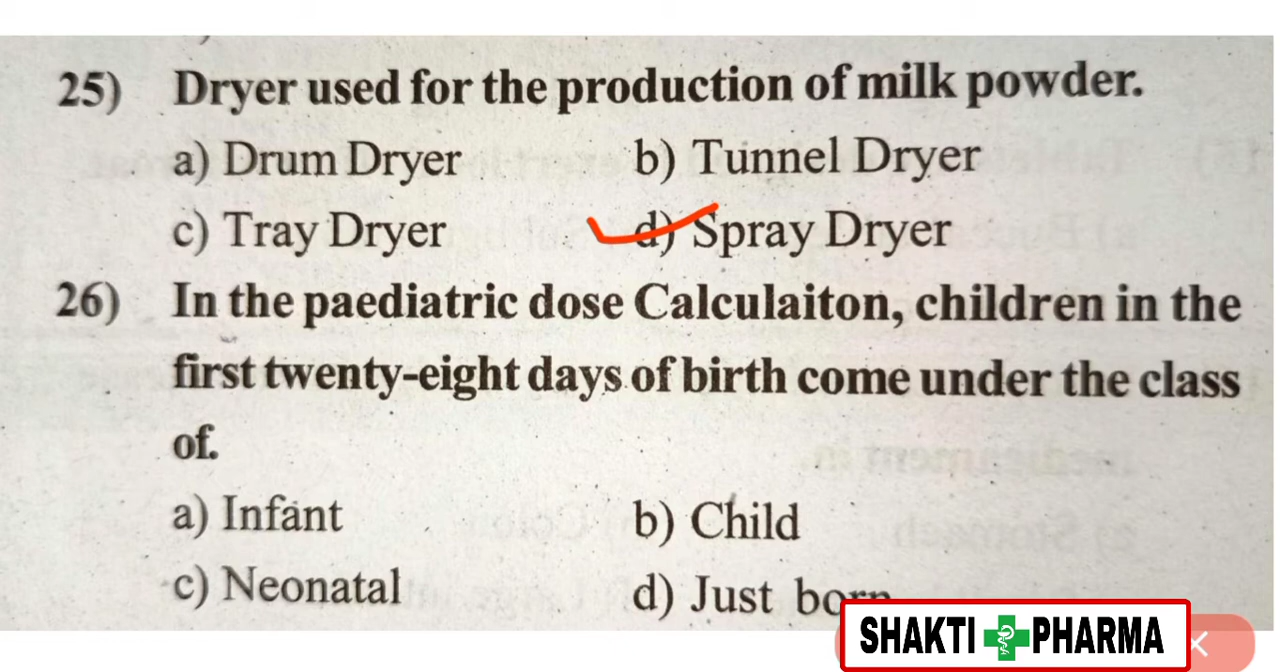 25) Dryer used for the production of milk powder.
a) Drum Dryer b) Tunnel Dryer
c) Tray Dryer d) Spray Dryer
26) In the paediatric dose Calculaiton, children in the
first twenty-eight days of birth come under the class
of.
a) Infant b) Child
c) Neonatal d) Just born
SHAKTI PHARMA